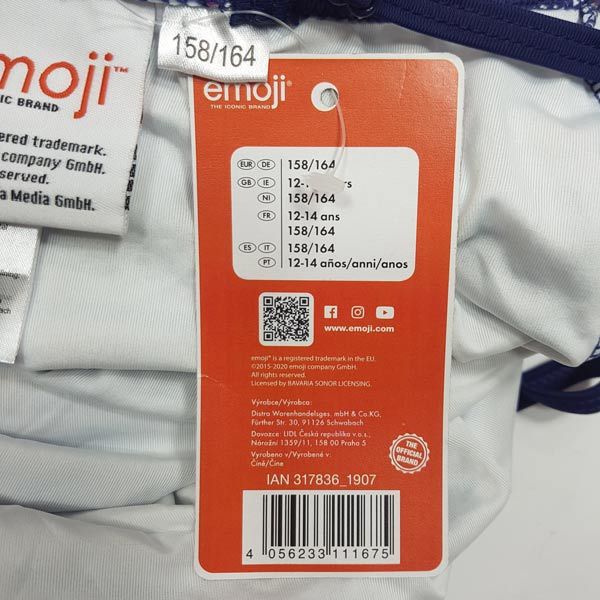 moji™
NIC BRAND
ered trademark.
company GmbH.
served.
a Media GmbH.
158/164
emoji®
THE ICONIC BRAND
EUR DE 158/164
GB IE 12-1 rs
NI 158/164
FR 12-14 ans
158/164
ES IT 158/164
PT 12-14 años/anni/anos
www.emoji.com
emoji® is a registered trademark in the EU.
©2015-2020 emoji company GmbH.
All rights reserved.
Licensed by BAVARIA SONOR LICENSING.
Výrobce/Výrobca:
Distra Warenhandelsges. mbH & Co.KG,
Fürther Str. 30, 91126 Schwabach
Dovozce: LIDL Česká republika v.o.s.,
Nárožní 1359/11, 158 00 Praha 5
Vyrobeno v/Vyrobené v:
Číně/Číne
THE OFFICIAL BRAND
IAN 317836_1907
4 056233 111675